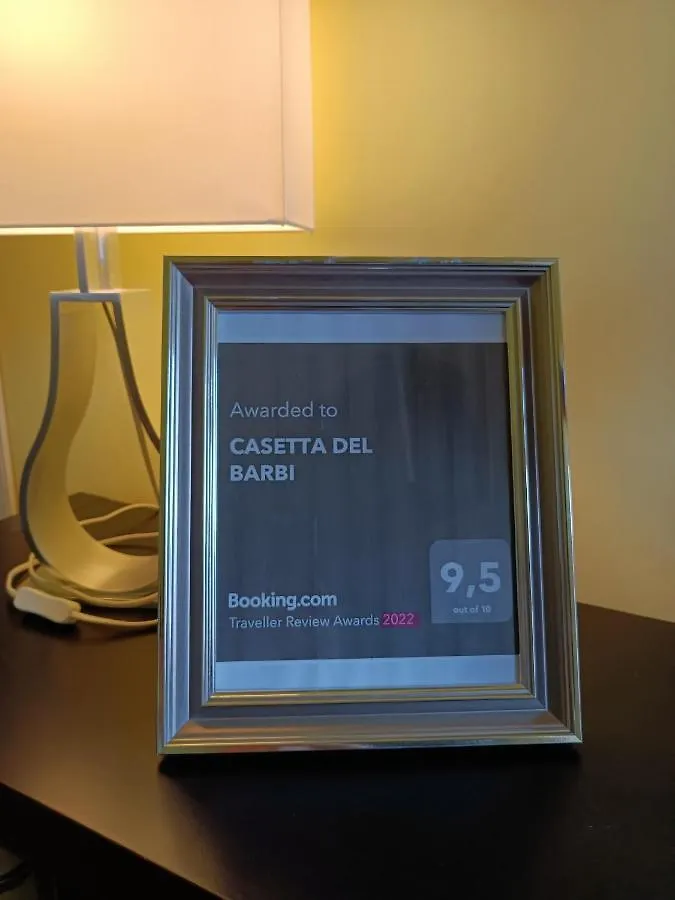 Awarded to
CASETTA DEL
BARBI
9,5
out of 10
Booking.com
Traveller Review Awards 2022